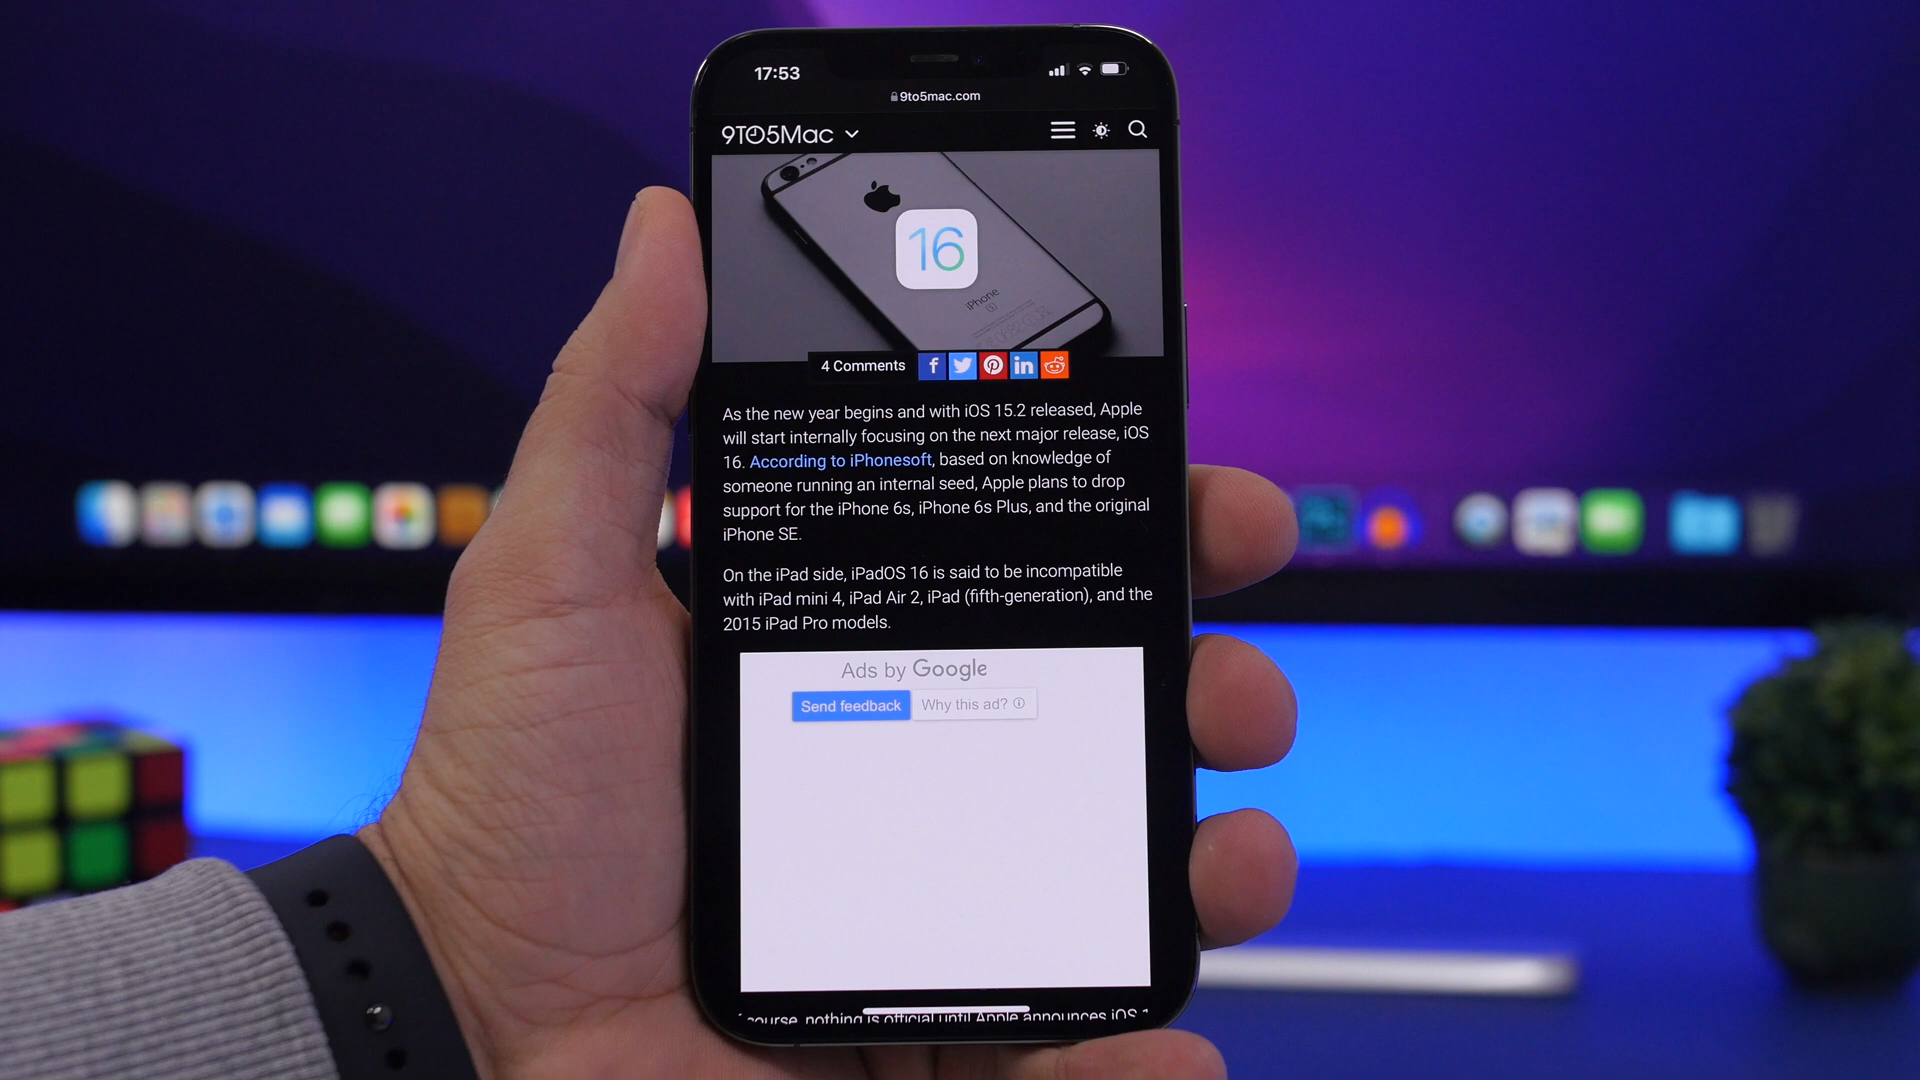 17:53
9to5mac.com
9TO5Mac
16
iPhone
S
4 Comments
As the new year begins and with iOS 15.2 released, Apple
will start internally focusing on the next major release, iOS
16. According to iPhonesoft, based on knowledge of
someone running an internal seed, Apple plans to drop
support for the iPhone 6s, iPhone 6s Plus, and the original
iPhone SE.
On the iPad side, iPadOS 16 is said to be incompatible
with iPad mini 4, iPad Air 2, iPad (fifth-generation), and the
2015 iPad Pro models.
Ads by Google
Send feedback
Why this ad?
course, nothing is official until Apple announces iOS